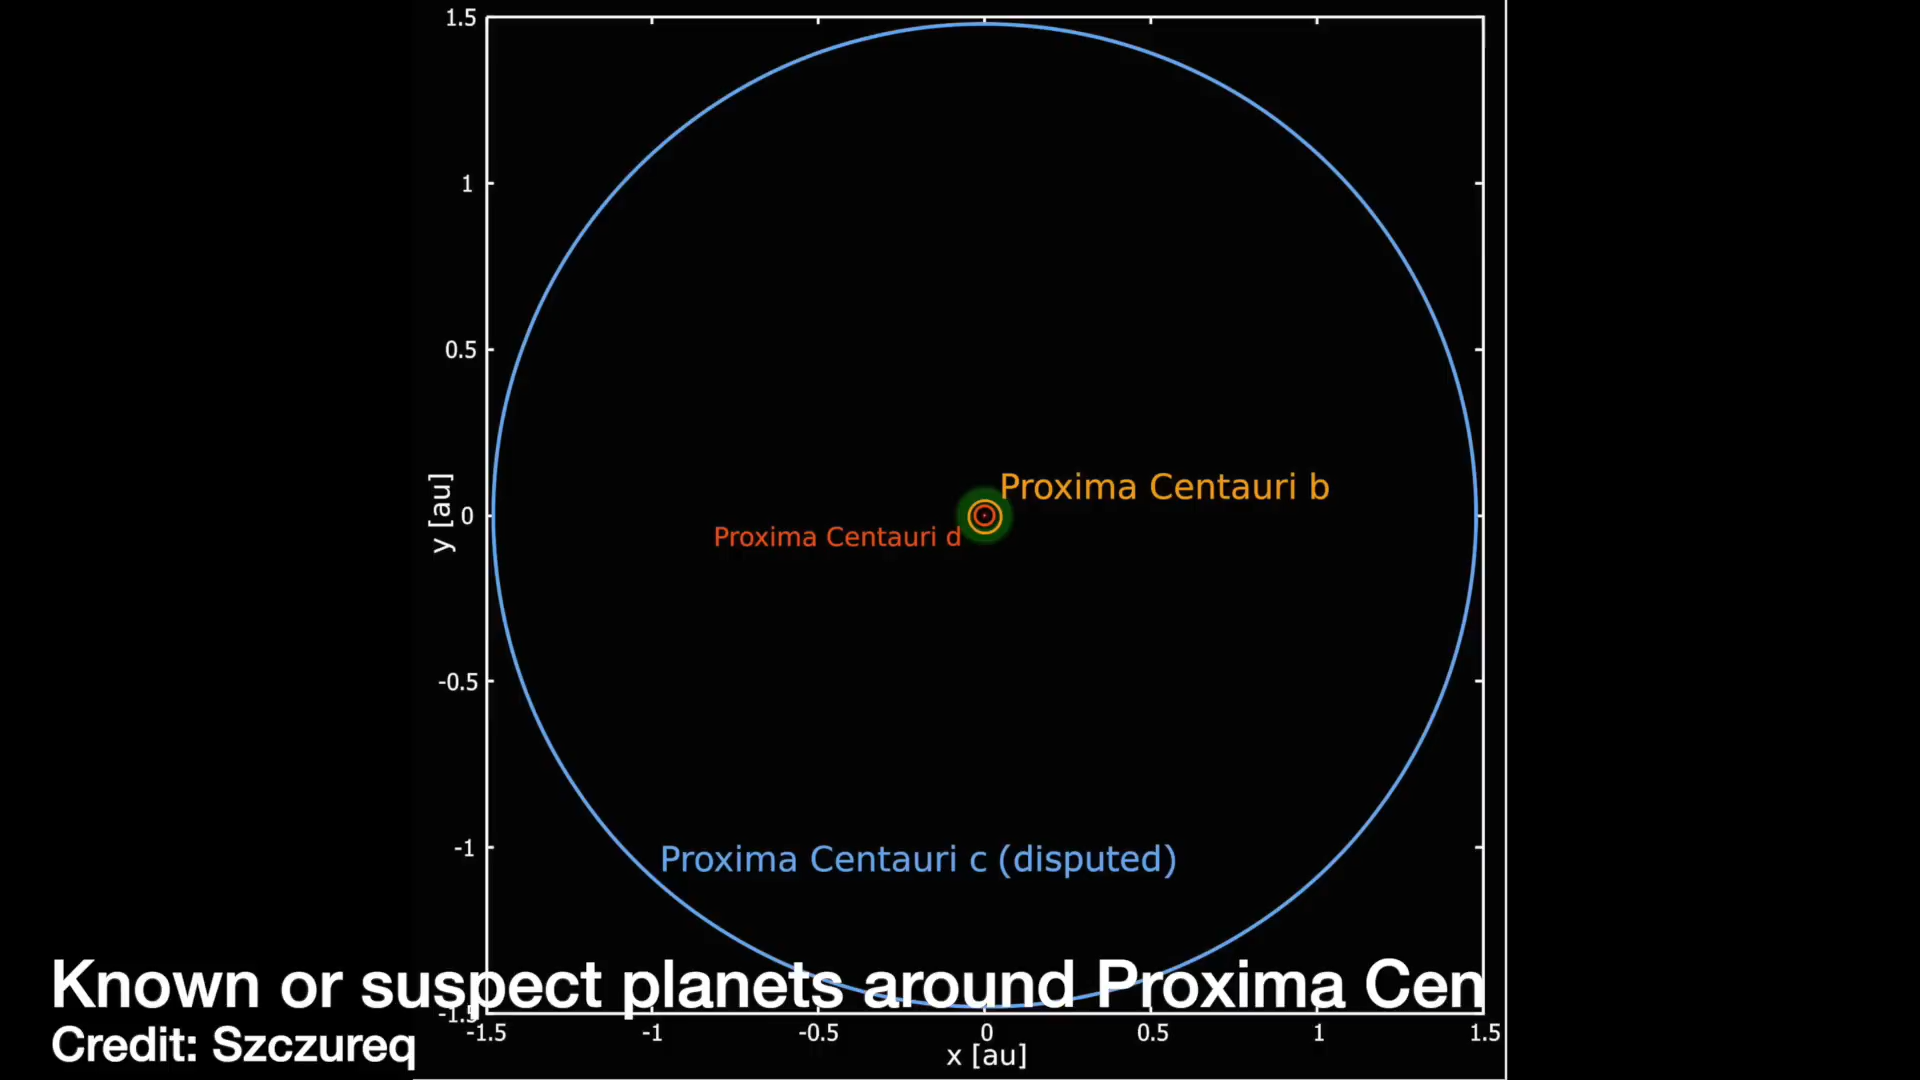 1.5
1
0.5
y [au]
0
-0.5
-1
-1.5
Proxima Centauri b
Proxima Centauri d
Proxima Centauri c (disputed)
Known or suspect planets around Proxima Cen
Credit: Szczureq
-1.5 -1 -0.5 0 0.5 1 1.5
x [au]